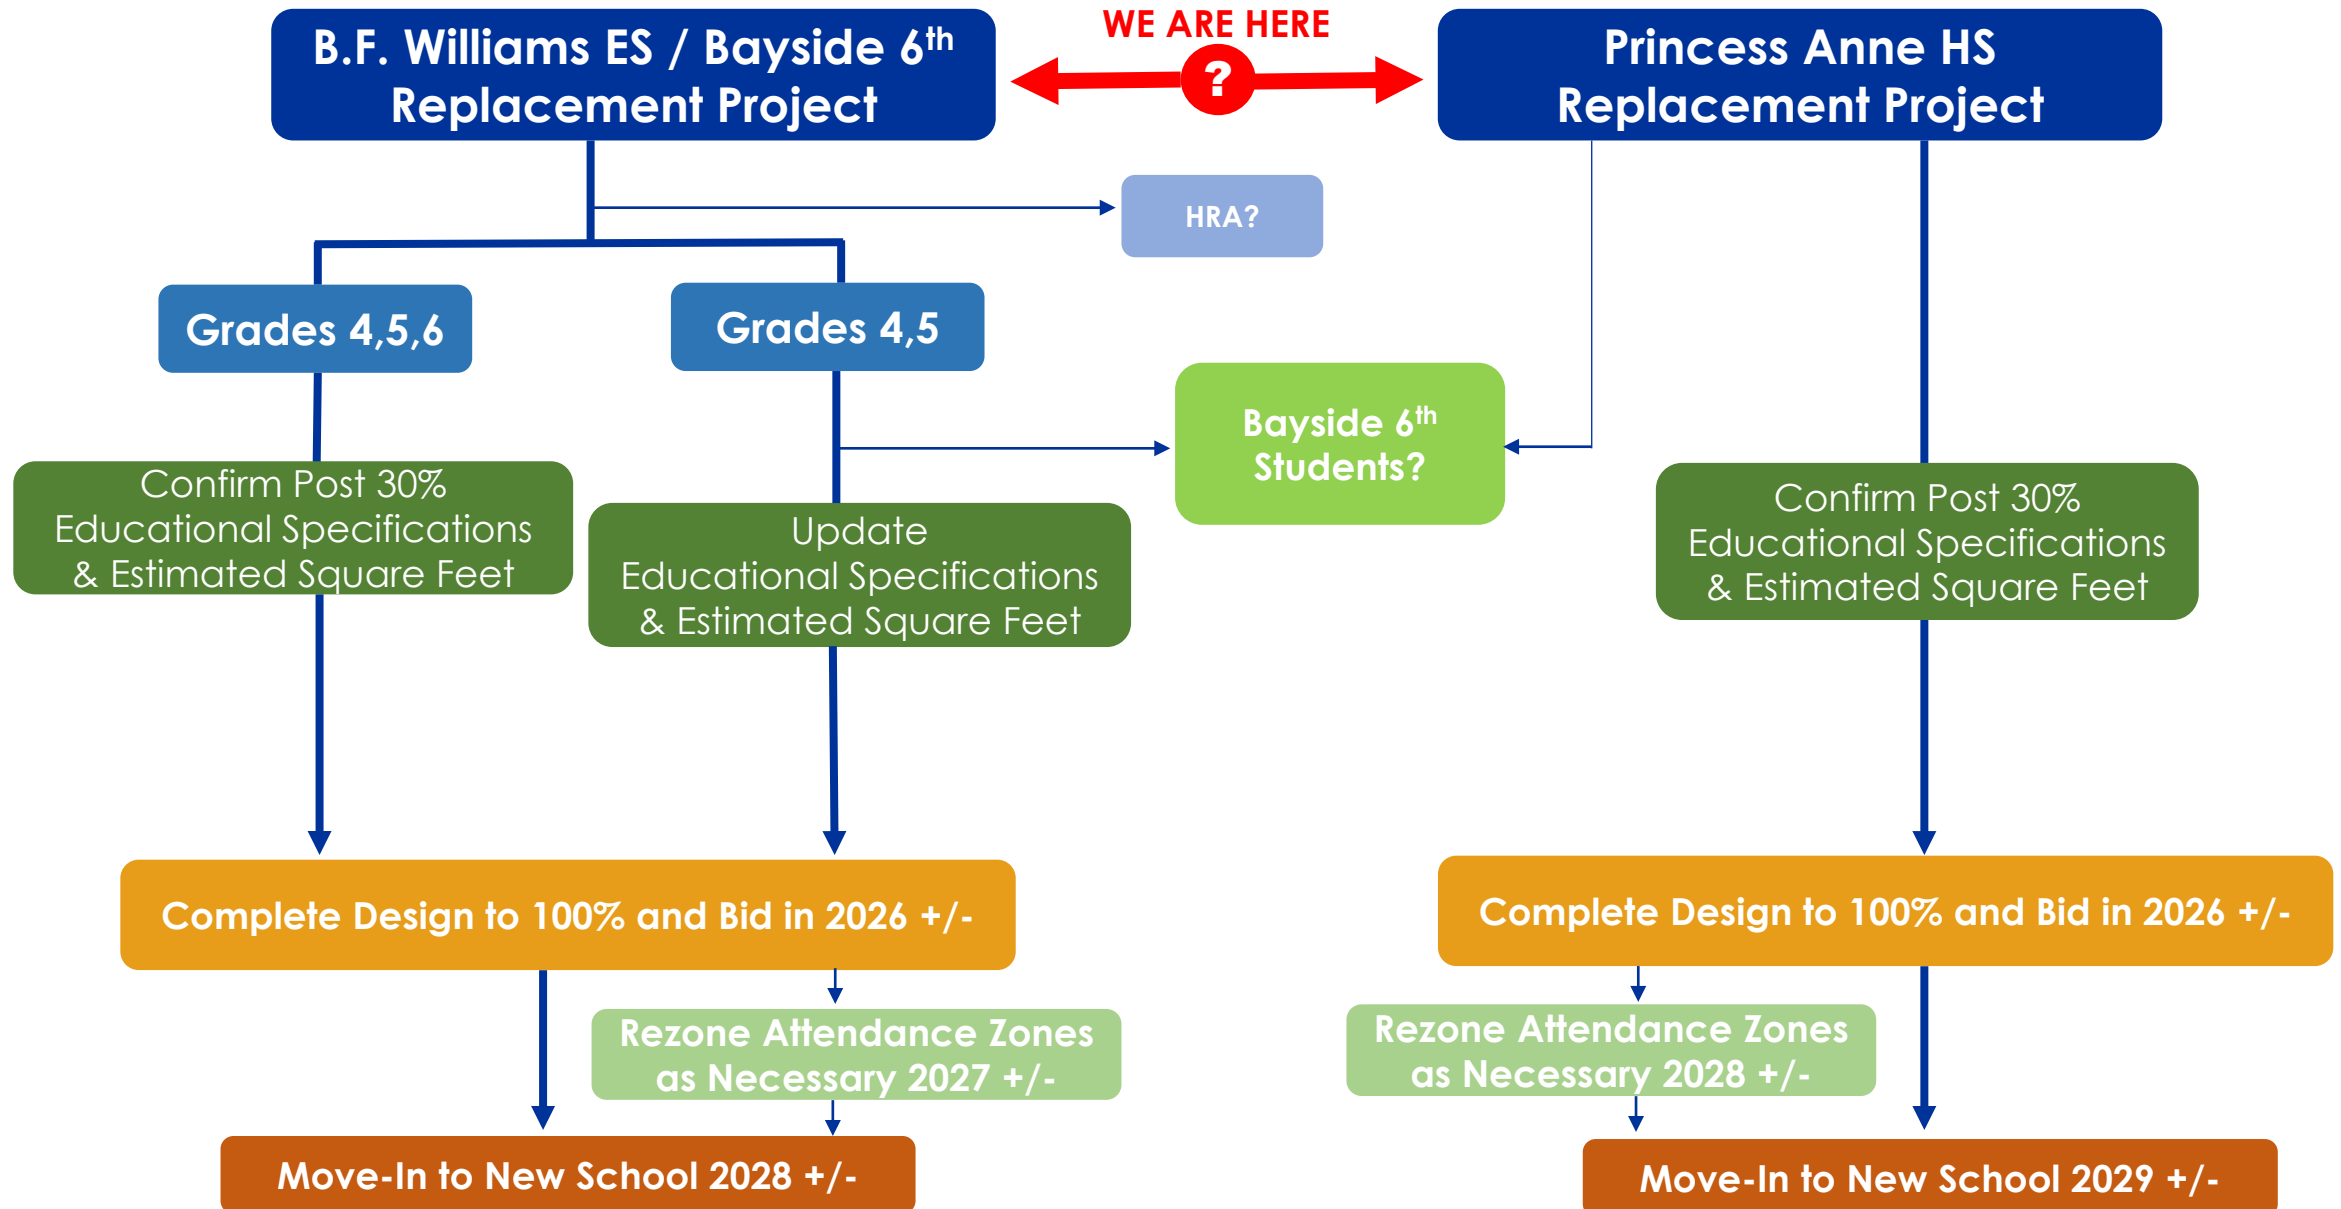 B.F. Williams ES / Bayside 6th
Replacement Project
WE ARE HERE
?
Princess Anne HS
Replacement Project
HRA?
Grades 4,5,6
Grades 4,5
Bayside 6th
Students?
Confirm Post 30%
Educational Specifications
& Estimated Square Feet
Update
Educational Specifications
& Estimated Square Feet
Confirm Post 30%
Educational Specifications
& Estimated Square Feet
Complete Design to 100% and Bid in 2026 +/-
Complete Design to 100% and Bid in 2026 +/-
Rezone Attendance Zones
as Necessary 2027 +/-
Rezone Attendance Zones
as Necessary 2028 +/-
Move-In to New School 2028 +/-
Move-In to New School 2029 +/-